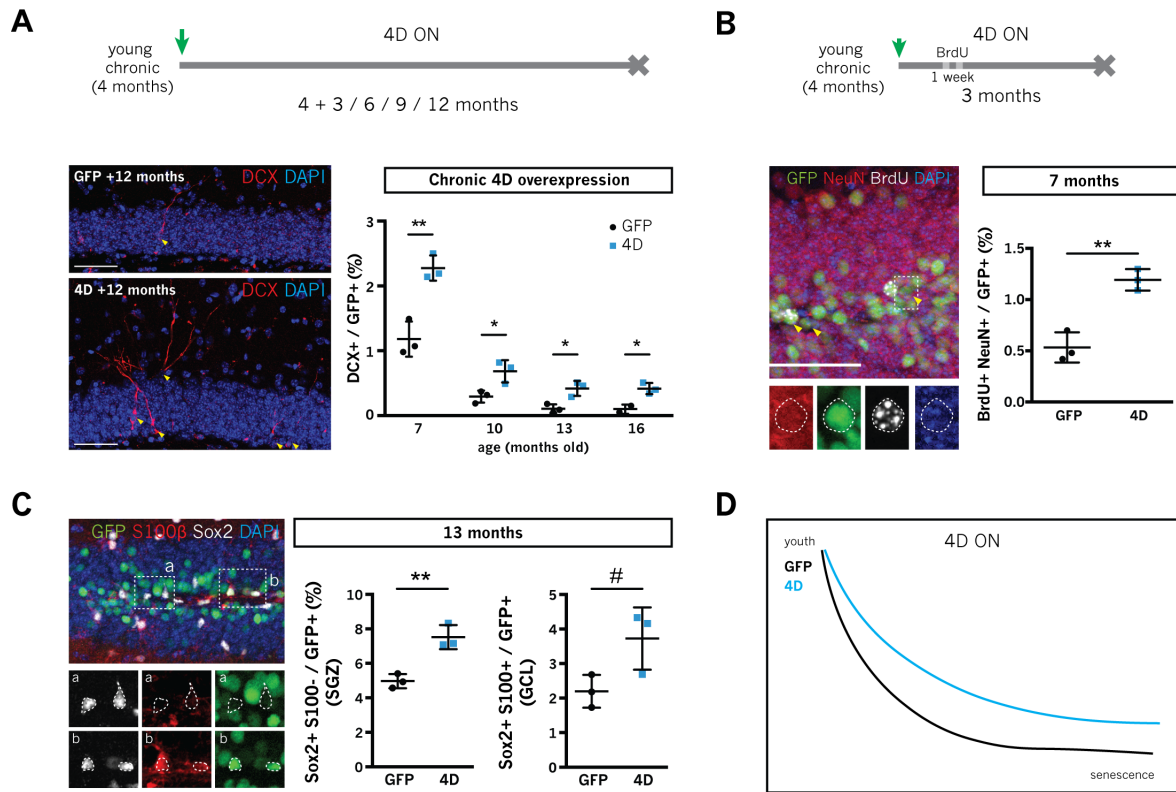 A
4D ON
young
chronic
(4 months)
4 + 3 / 6 / 9 / 12 months
GFP +12 months
DCX DAPI
4D +12 months
DCX DAPI
Chronic 4D overexpression
DCX+ / GFP+ (%)
3
2
1
0
**
*
*
*
GFP
4D
7
10
13
16
age (months old)
B
4D ON
young
chronic
(4 months)
BrdU
1 week
3 months
GFP NeuN BrdU DAPI
7 months
BrdU+ NeuN+ / GFP+ (%)
1.5
1.0
0.5
0.0
**
GFP
4D
C
GFP S100β Sox2 DAPI
a
b
a
a
a
b
b
b
13 months
Sox2+ S100- / GFP+ (%)
(SGZ)
10
8
6
4
2
0
**
GFP
4D
Sox2+ S100+ / GFP+
(GCL)
5
4
3
2
1
0
#
GFP
4D
D
4D ON
youth
GFP
4D
senescence